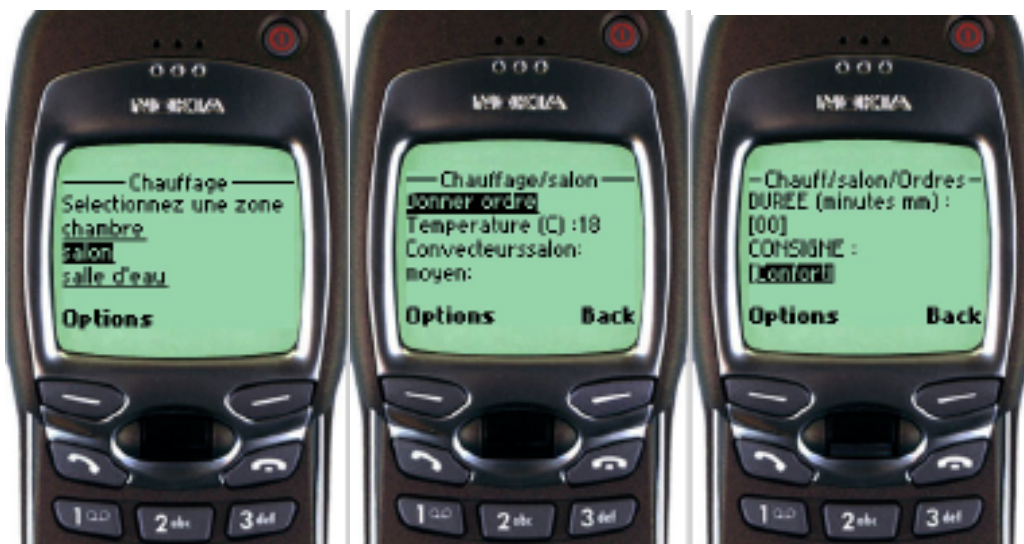 NOKIA
Chauffage
Selectionnez une zone
chambre
salon
salle d'eau
Options
1
2 abc
3 def
NOKIA
Chauffage/salon
Donner ordre
Temperature (C) :18
Convecteurssalon:
moyen:
Options Back
1
2 abc
3 def
NOKIA
Chauff/salon/Ordres
DUREE (minutes mm) :
[00]
CONSIGNE :
[Confort]
Options Back
1
2 abc
3 def